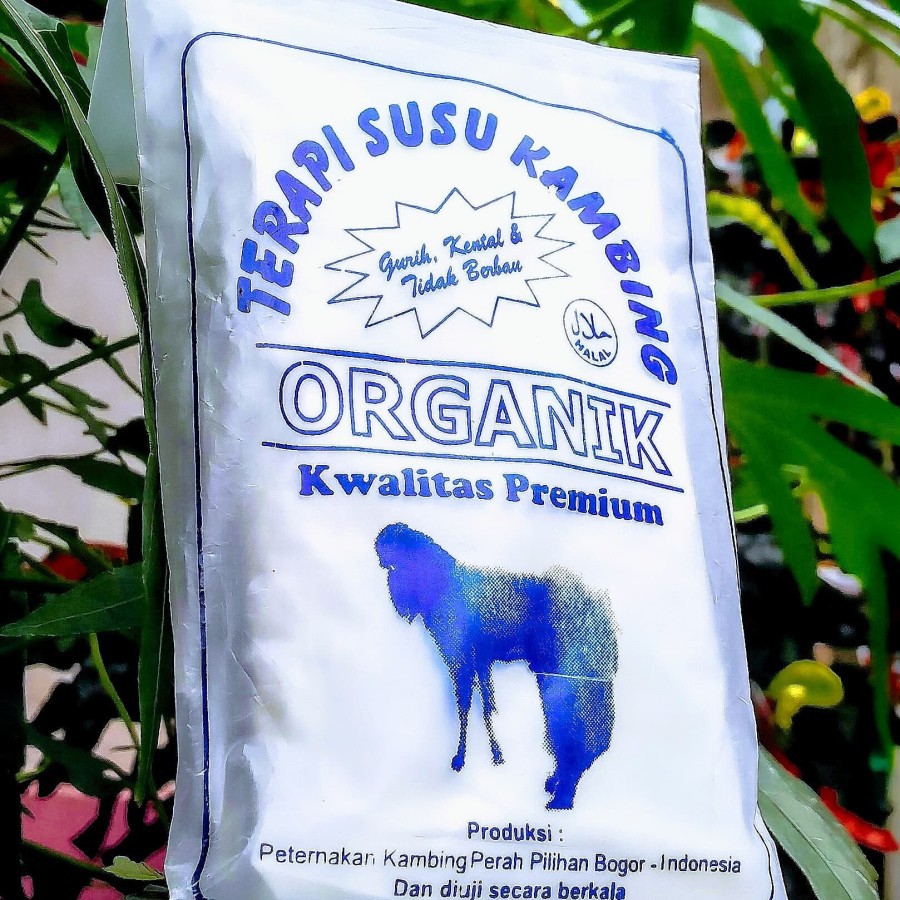 TERAPI SUSU KAMBING
Gurih, Kental &
Tidak Berbau
حلال
HALAL
ORGANIK
Kwalitas Premium
Produksi :
Peternakan Kambing Perah Pilihan Bogor - Indonesia
Dan diuji secara berkala